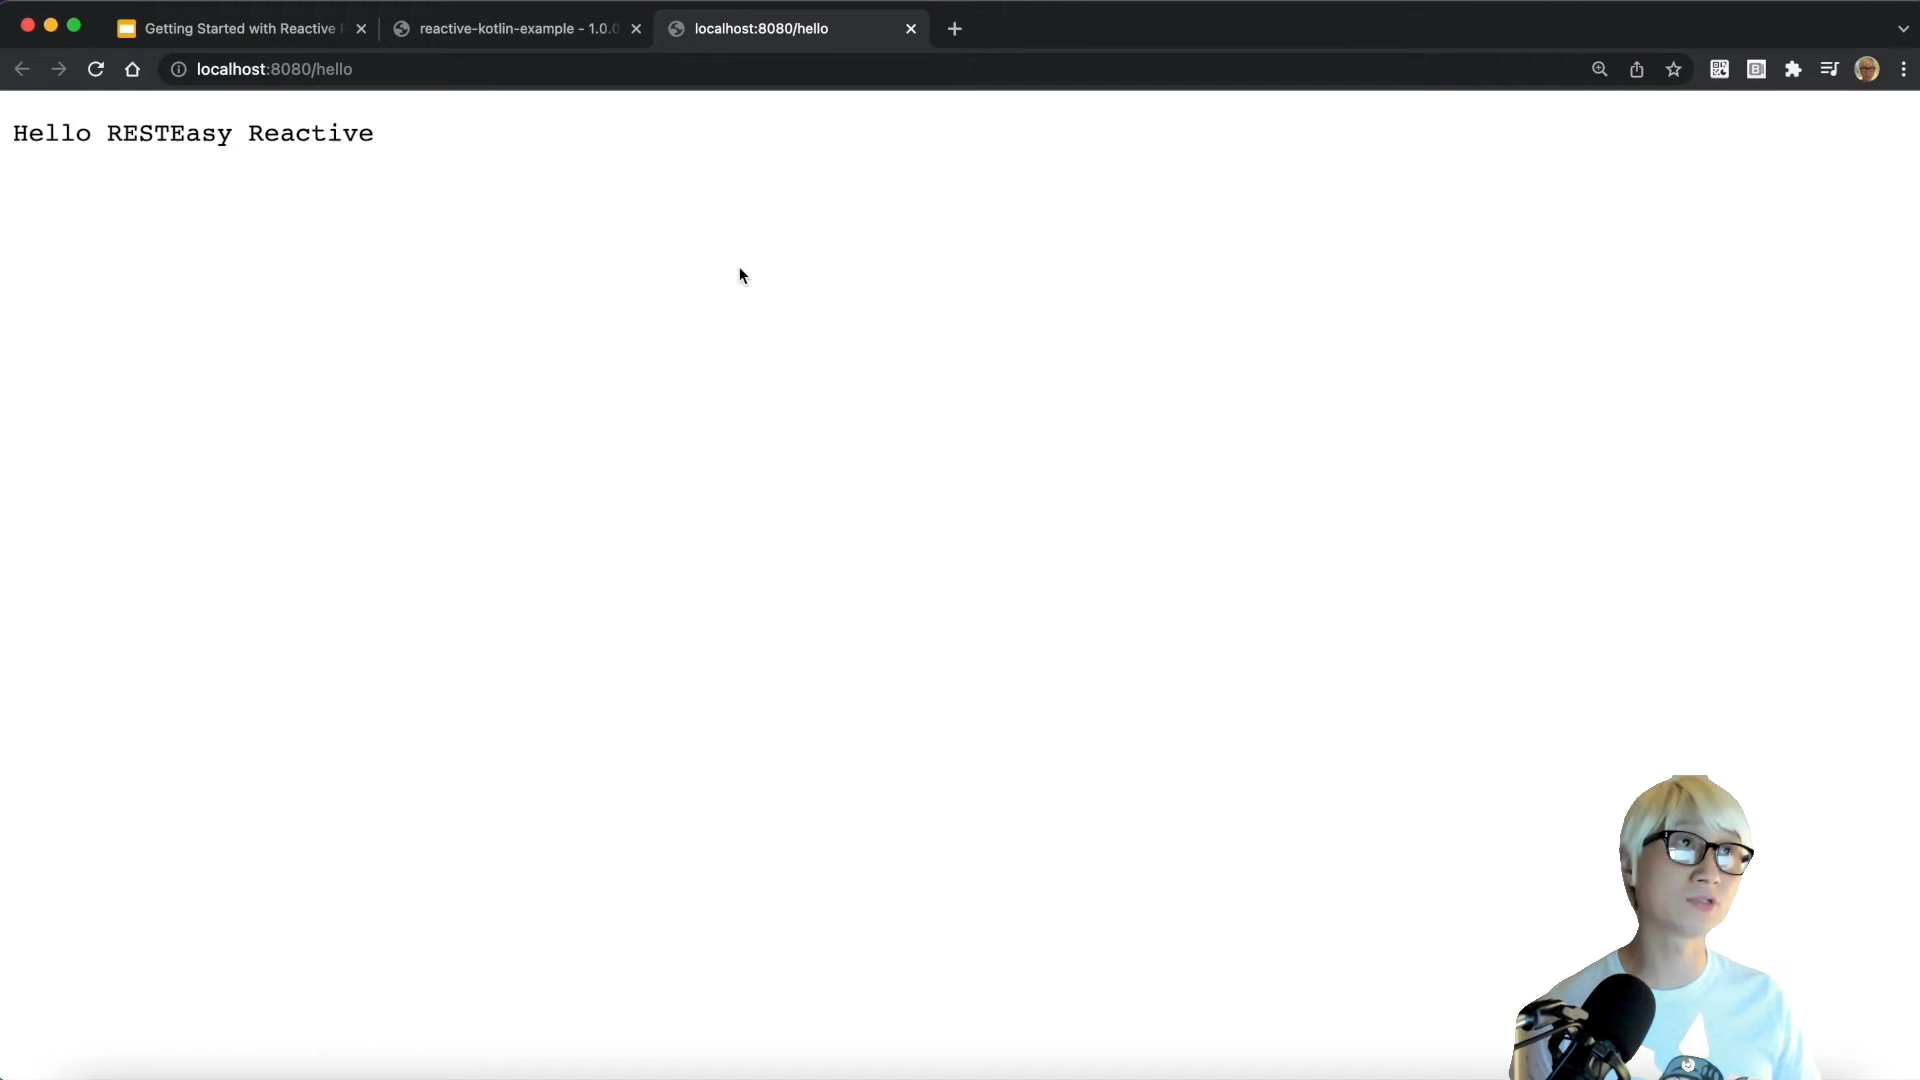 Getting Started with Reactive
reactive-kotlin-example - 1.0.0
localhost:8080/hello
localhost:8080/hello
Hello RESTEasy Reactive